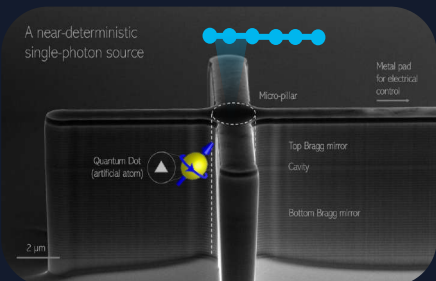 A near-deterministic
single-photon source
Metal pad
for electrical
control
Micro-pillar
Top Bragg mirror
Quantum Dot
(artificial atom)
Cavity
Bottom Bragg mirror
2 μm